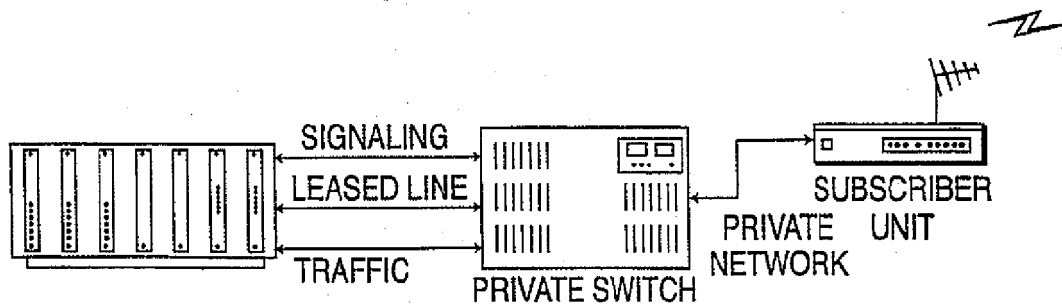 SIGNALING
LEASED LINE
TRAFFIC
PRIVATE SWITCH
PRIVATE
NETWORK
SUBSCRIBER
UNIT